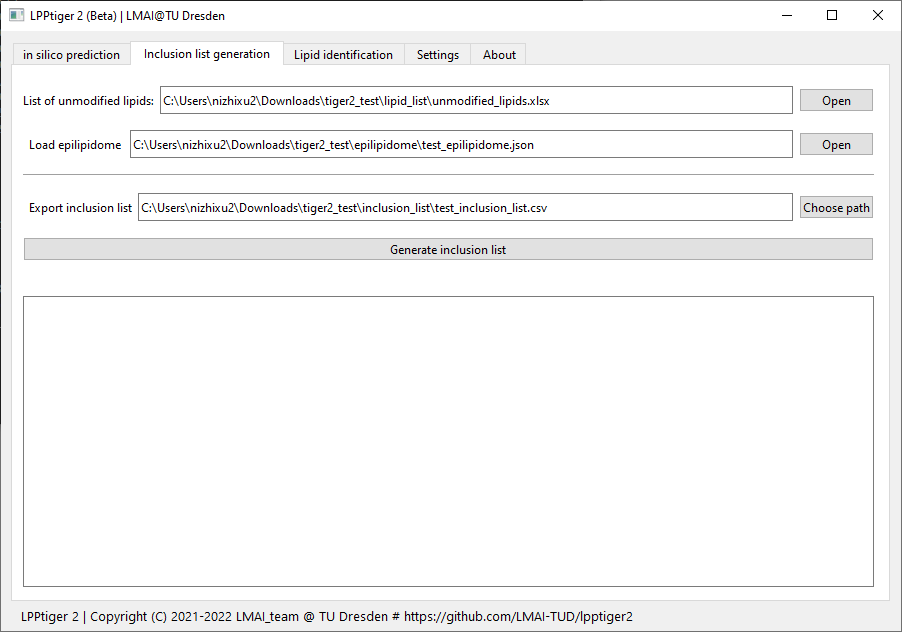 LPPtiger 2 (Beta) | LMAI@TU Dresden
in silico prediction Inclusion list generation Lipid identification Settings About
List of unmodified lipids: C:\Users\nizhixu2\Downloads\tiger2_test\lipid_list\unmodified_lipids.xlsx Open
Load epilipidome C:\Users\nizhixu2\Downloads\tiger2_test\epilipidome\test_epilipidome.json Open
Export inclusion list C:\Users\nizhixu2\Downloads\tiger2_test\inclusion_list\test_inclusion_list.csv Choose path
Generate inclusion list
LPPtiger 2 | Copyright (C) 2021-2022 LMAI_team @ TU Dresden # https://github.com/LMAI-TUD/lpptiger2